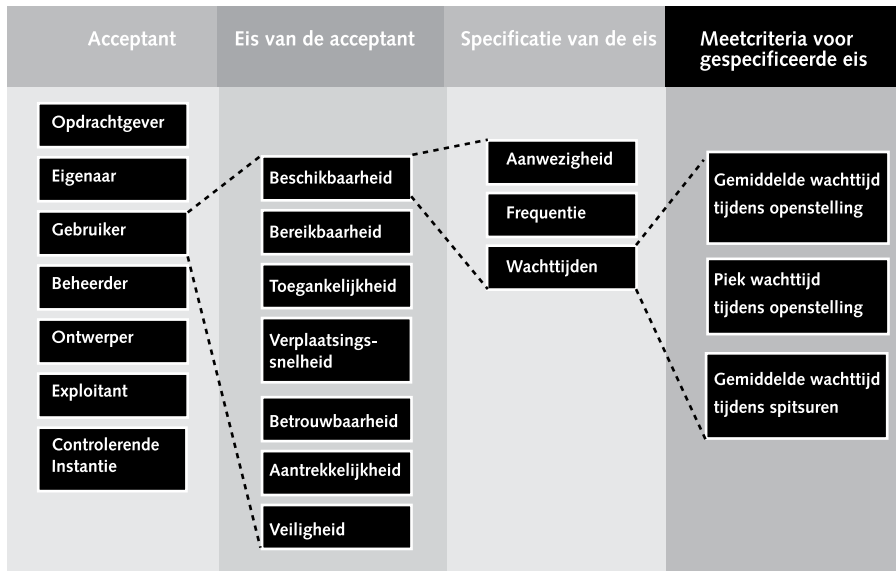 Acceptant
Eis van de acceptant
Specificatie van de eis
Meetcriteria voor
gespecificeerde eis
Opdrachtgever
Eigenaar
Gebruiker
Beheerder
Ontwerper
Exploitant
Controlerende
Instantie
Beschikbaarheid
Bereikbaarheid
Toegankelijkheid
Verplaatsings-
snelheid
Betrouwbaarheid
Aantrekkelijkheid
Veiligheid
Aanwezigheid
Frequentie
Wachttijden
Gemiddelde wachttijd
tijdens openstelling
Piek wachttijd
tijdens openstelling
Gemiddelde wachttijd
tijdens spitsuren